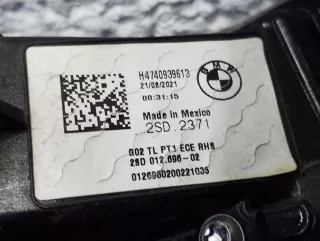 H4740939613
21/08/2021
00:31:15
BMW
Made in Mexico
2SD.2371
G02 TL PT1 ECE RHS
2SD 012.696-02
0126960200221035